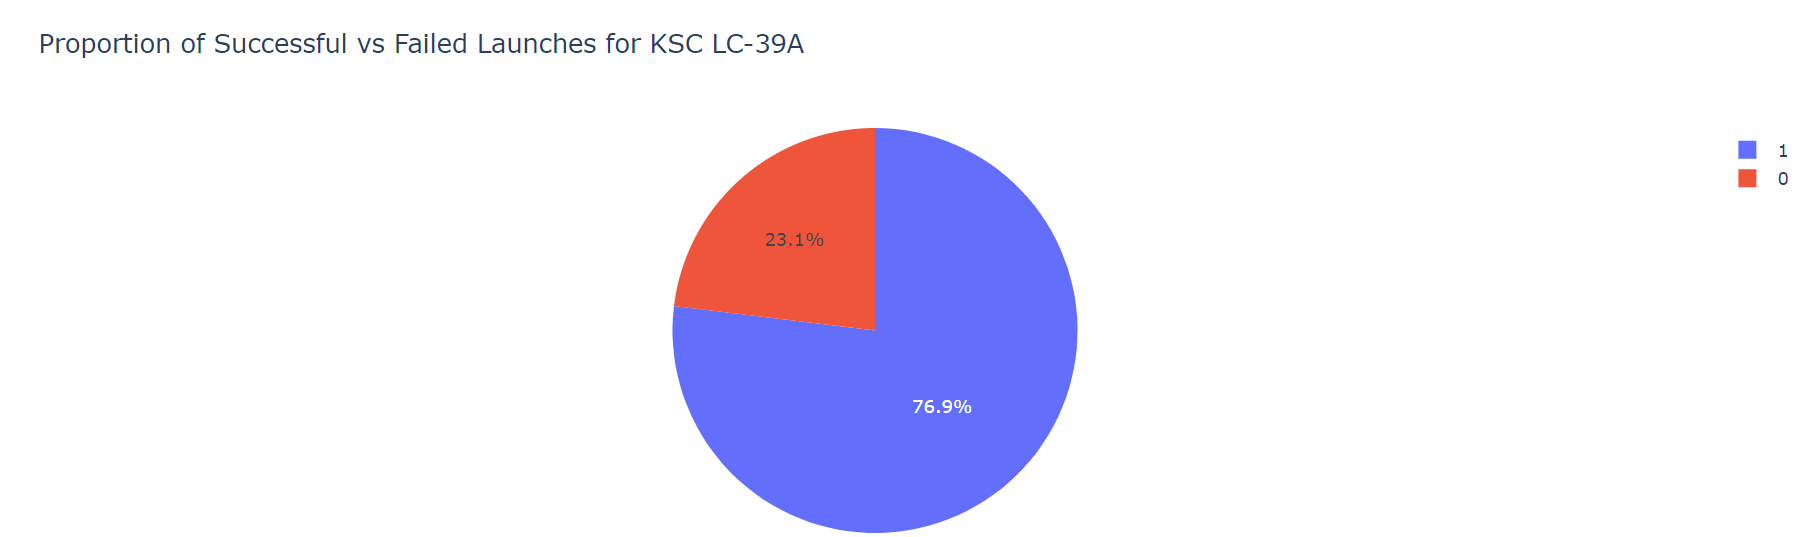 Proportion of Successful vs Failed Launches for KSC LC-39A
1
0
23.1%
76.9%